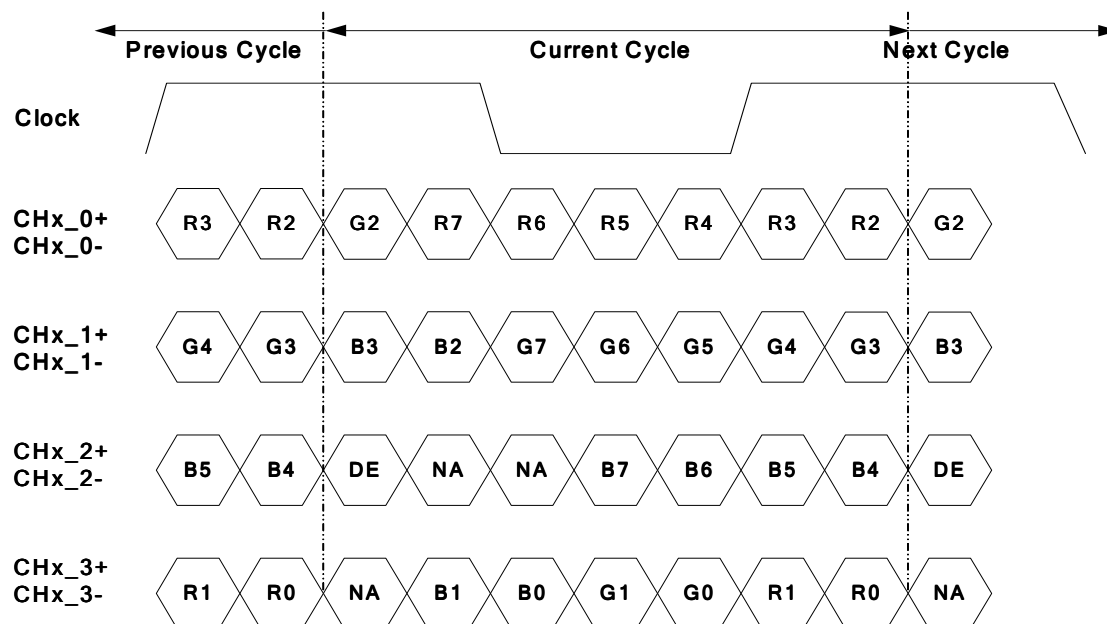 Previous Cycle Current Cycle Next Cycle
Clock
CHx_0+
CHx_0-
R3 R2 G2 R7 R6 R5 R4 R3 R2 G2
CHx_1+
CHx_1-
G4 G3 B3 B2 G7 G6 G5 G4 G3 B3
CHx_2+
CHx_2-
B5 B4 DE NA NA B7 B6 B5 B4 DE
CHx_3+
CHx_3-
R1 R0 NA B1 B0 G1 G0 R1 R0 NA